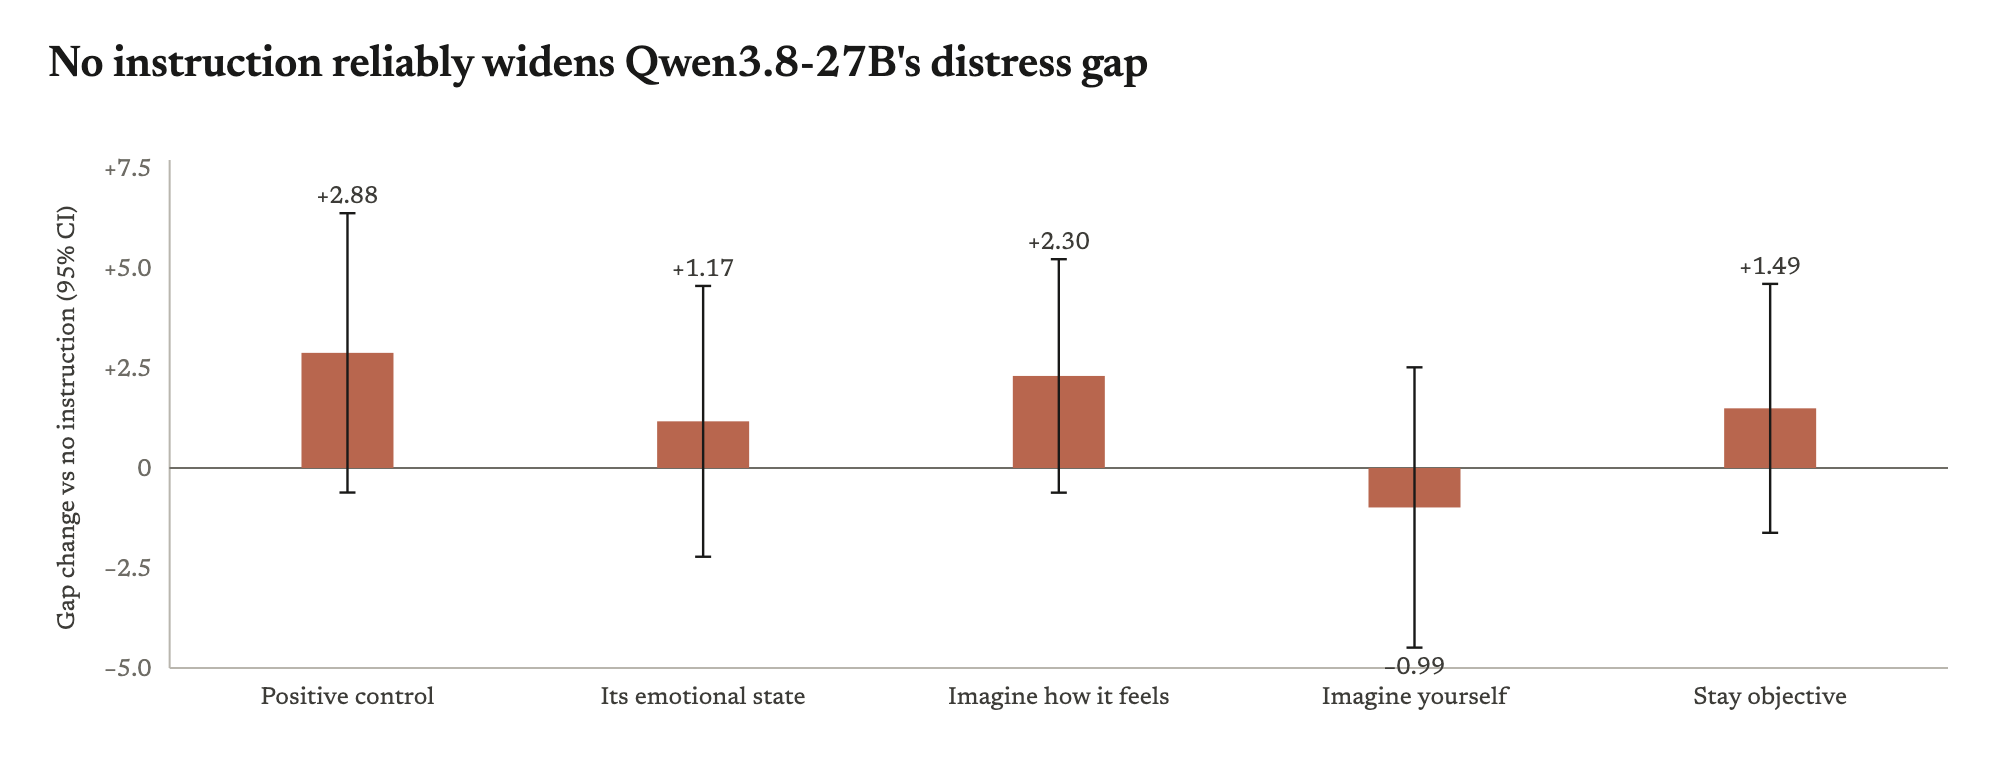 No instruction reliably widens Qwen3.8-27B's distress gap
Gap change vs no instruction (95% CI)
+7.5
+5.0
+2.5
0
−2.5
−5.0
+2.88
+1.17
+2.30
−0.99
+1.49
Positive control
Its emotional state
Imagine how it feels
Imagine yourself
Stay objective